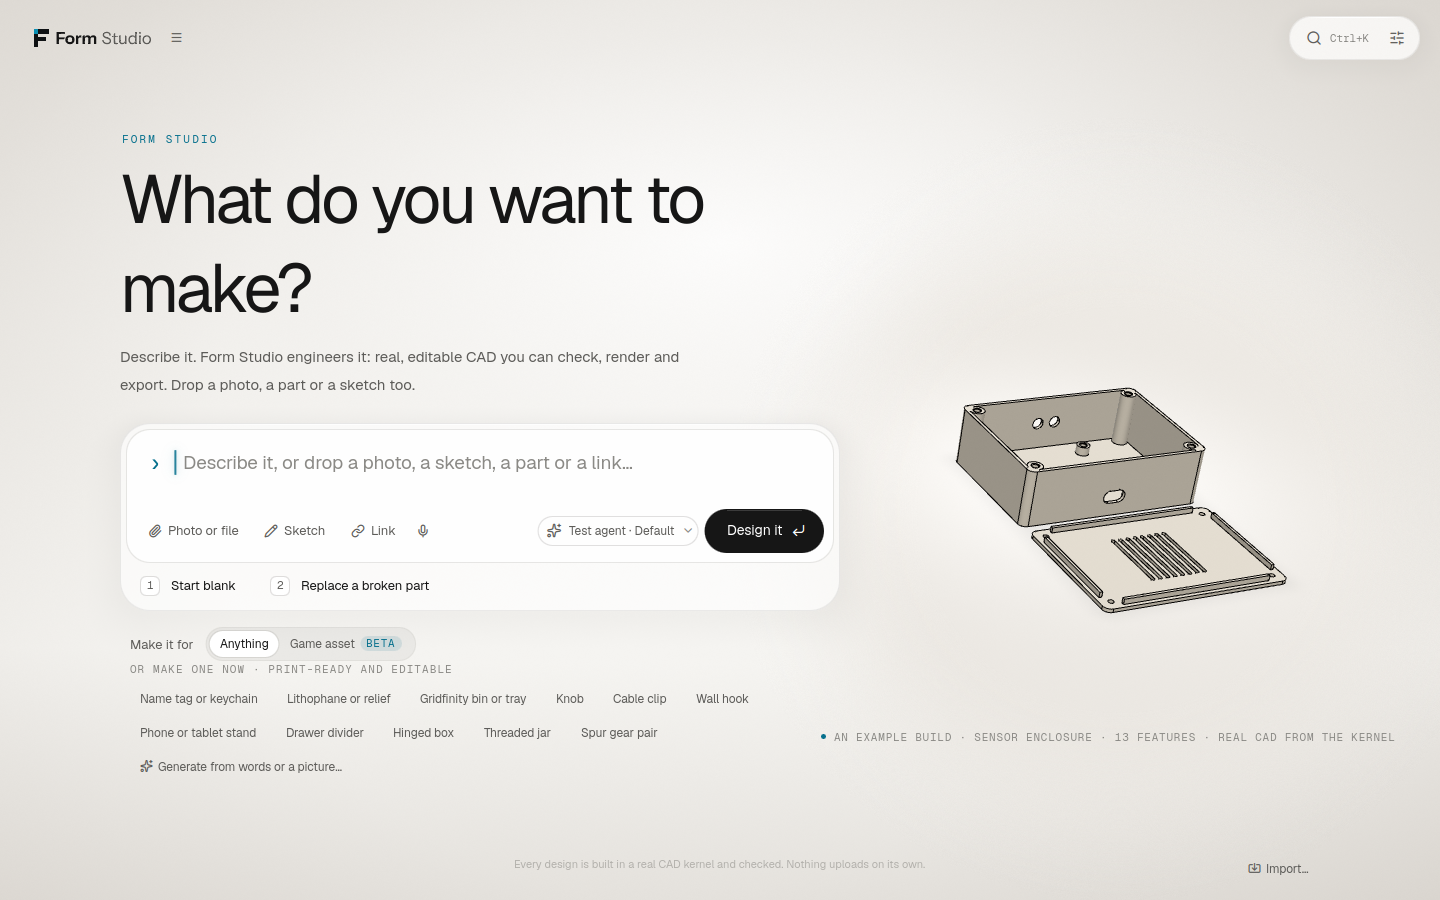 Form Studio
Ctrl+K
FORM STUDIO
What do you want to
make?
Describe it. Form Studio engineers it: real, editable CAD you can check, render and
export. Drop a photo, a part or a sketch too.
› Describe it, or drop a photo, a sketch, a part or a link…
Photo or file Sketch Link Test agent · Default Design it
1 Start blank 2 Replace a broken part
Make it for Anything Game asset BETA
OR MAKE ONE NOW · PRINT-READY AND EDITABLE
Name tag or keychain Lithophane or relief Gridfinity bin or tray Knob Cable clip Wall hook
Phone or tablet stand Drawer divider Hinged box Threaded jar Spur gear pair
Generate from words or a picture…
AN EXAMPLE BUILD · SENSOR ENCLOSURE · 13 FEATURES · REAL CAD FROM THE KERNEL
Every design is built in a real CAD kernel and checked. Nothing uploads on its own.
Import…